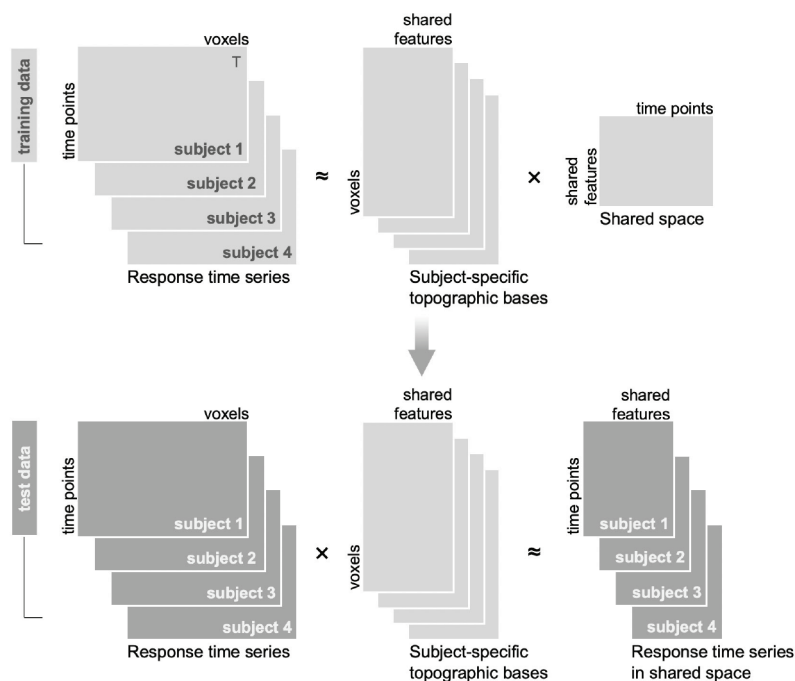 training data
voxels
T
time points
subject 1
subject 2
subject 3
subject 4
Response time series
≈
shared
features
voxels
Subject-specific
topographic bases
×
time points
shared
features
Shared space
test data
voxels
time points
subject 1
subject 2
subject 3
subject 4
Response time series
×
shared
features
voxels
Subject-specific
topographic bases
≈
shared
features
time points
subject 1
subject 2
subject 3
subject 4
Response time series
in shared space